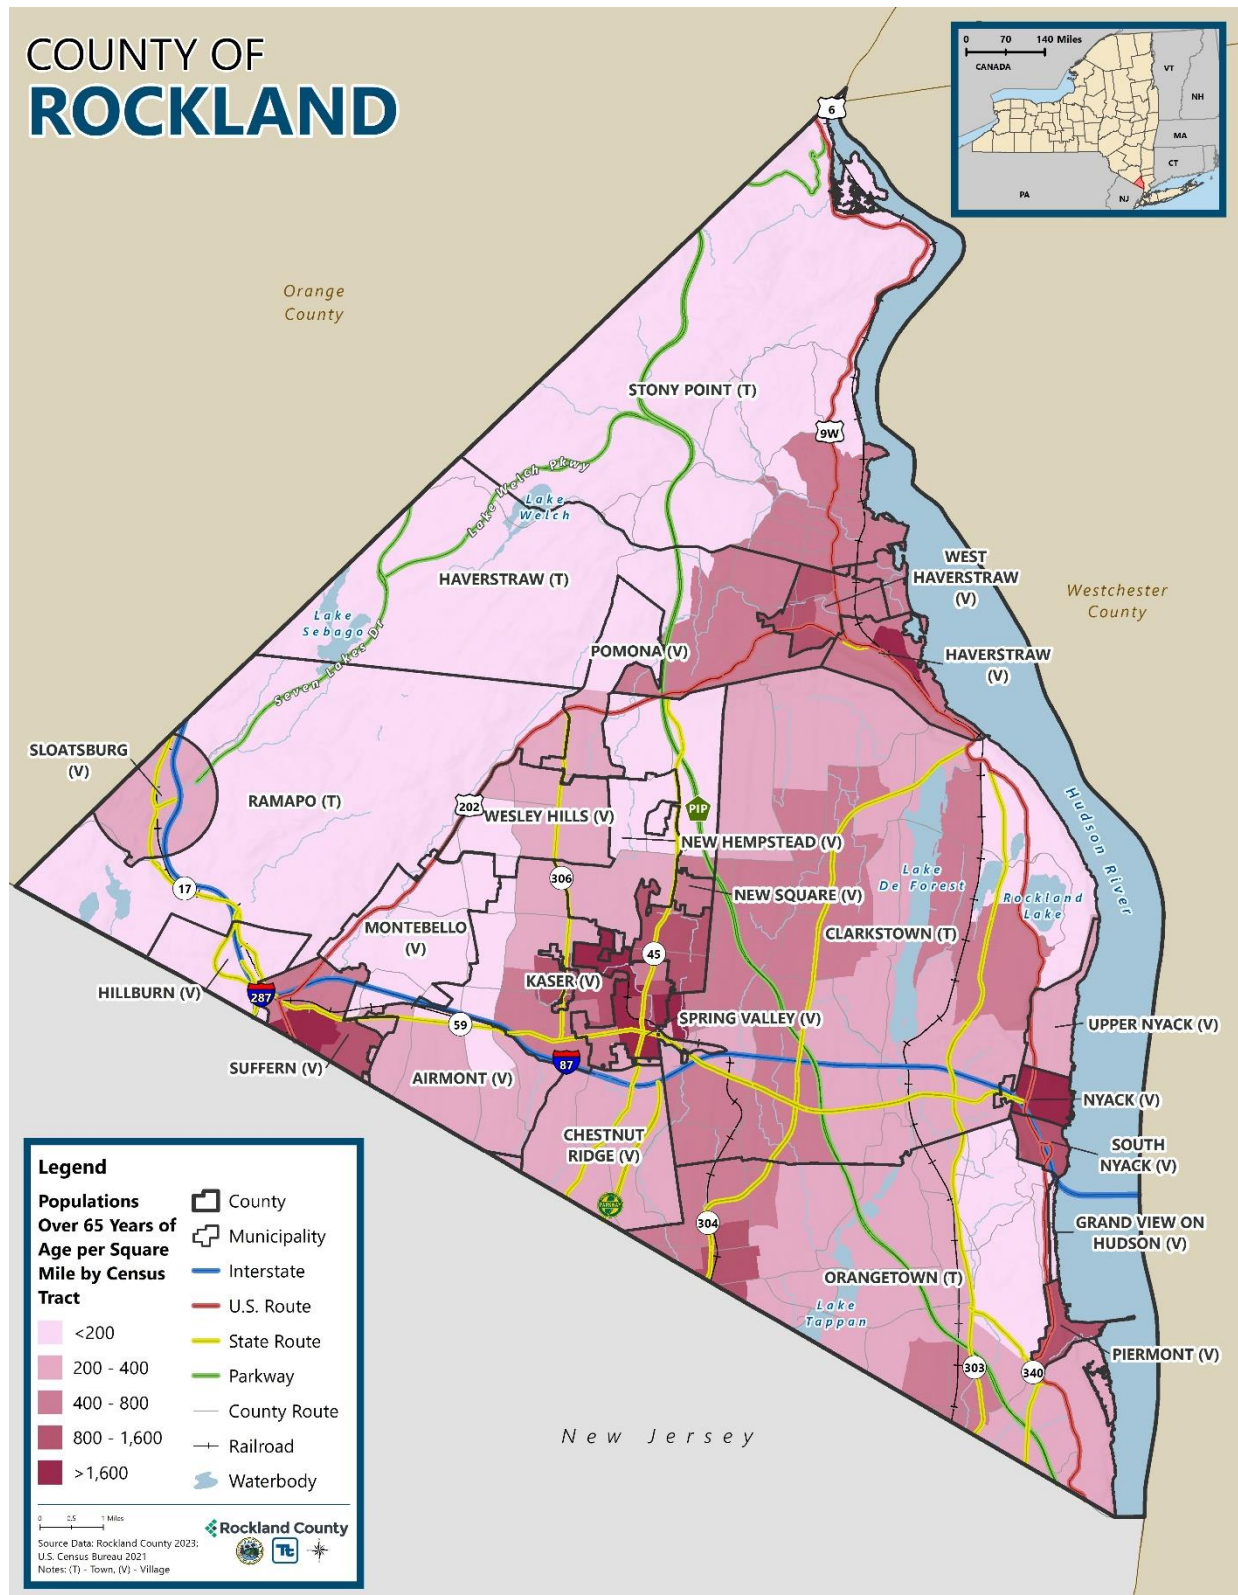 COUNTY OF
ROCKLAND
0 70 140 Miles
CANADA
VT
NH
MA
CT
PA
NJ
6
Orange
County
STONY POINT (T)
9W
Lake Welch Pkwy
Lake
Welch
WEST
HAVERSTRAW
(V)
HAVERSTRAW (T)
Westchester
County
Lake
Sebago
Seven Lakes Dr
POMONA (V)
HAVERSTRAW
(V)
SLOATSBURG
(V)
RAMAPO (T)
202
WESLEY HILLS (V)
PIP
Hudson River
NEW HEMPSTEAD (V)
17
306
NEW SQUARE (V)
Lake
De Forest
Rockland
Lake
MONTEBELLO
(V)
CLARKSTOWN (T)
45
KASER (V)
HILLBURN (V)
287
59
SPRING VALLEY (V)
UPPER NYACK (V)
SUFFERN (V)
87
AIRMONT (V)
NYACK (V)
CHESTNUT
RIDGE (V)
SOUTH
NYACK (V)
304
GRAND VIEW ON
HUDSON (V)
ORANGETOWN (T)
Lake
Tappan
PIERMONT (V)
303
340
New Jersey
Legend
Populations
Over 65 Years of
Age per Square
Mile by Census
Tract
<200
200 - 400
400 - 800
800 - 1,600
>1,600
County
Municipality
Interstate
U.S. Route
State Route
Parkway
County Route
Railroad
Waterbody
0 0.5 1 Miles
Rockland County
Source Data: Rockland County 2023;
U.S. Census Bureau 2021
Notes: (T) - Town, (V) - Village
Tt